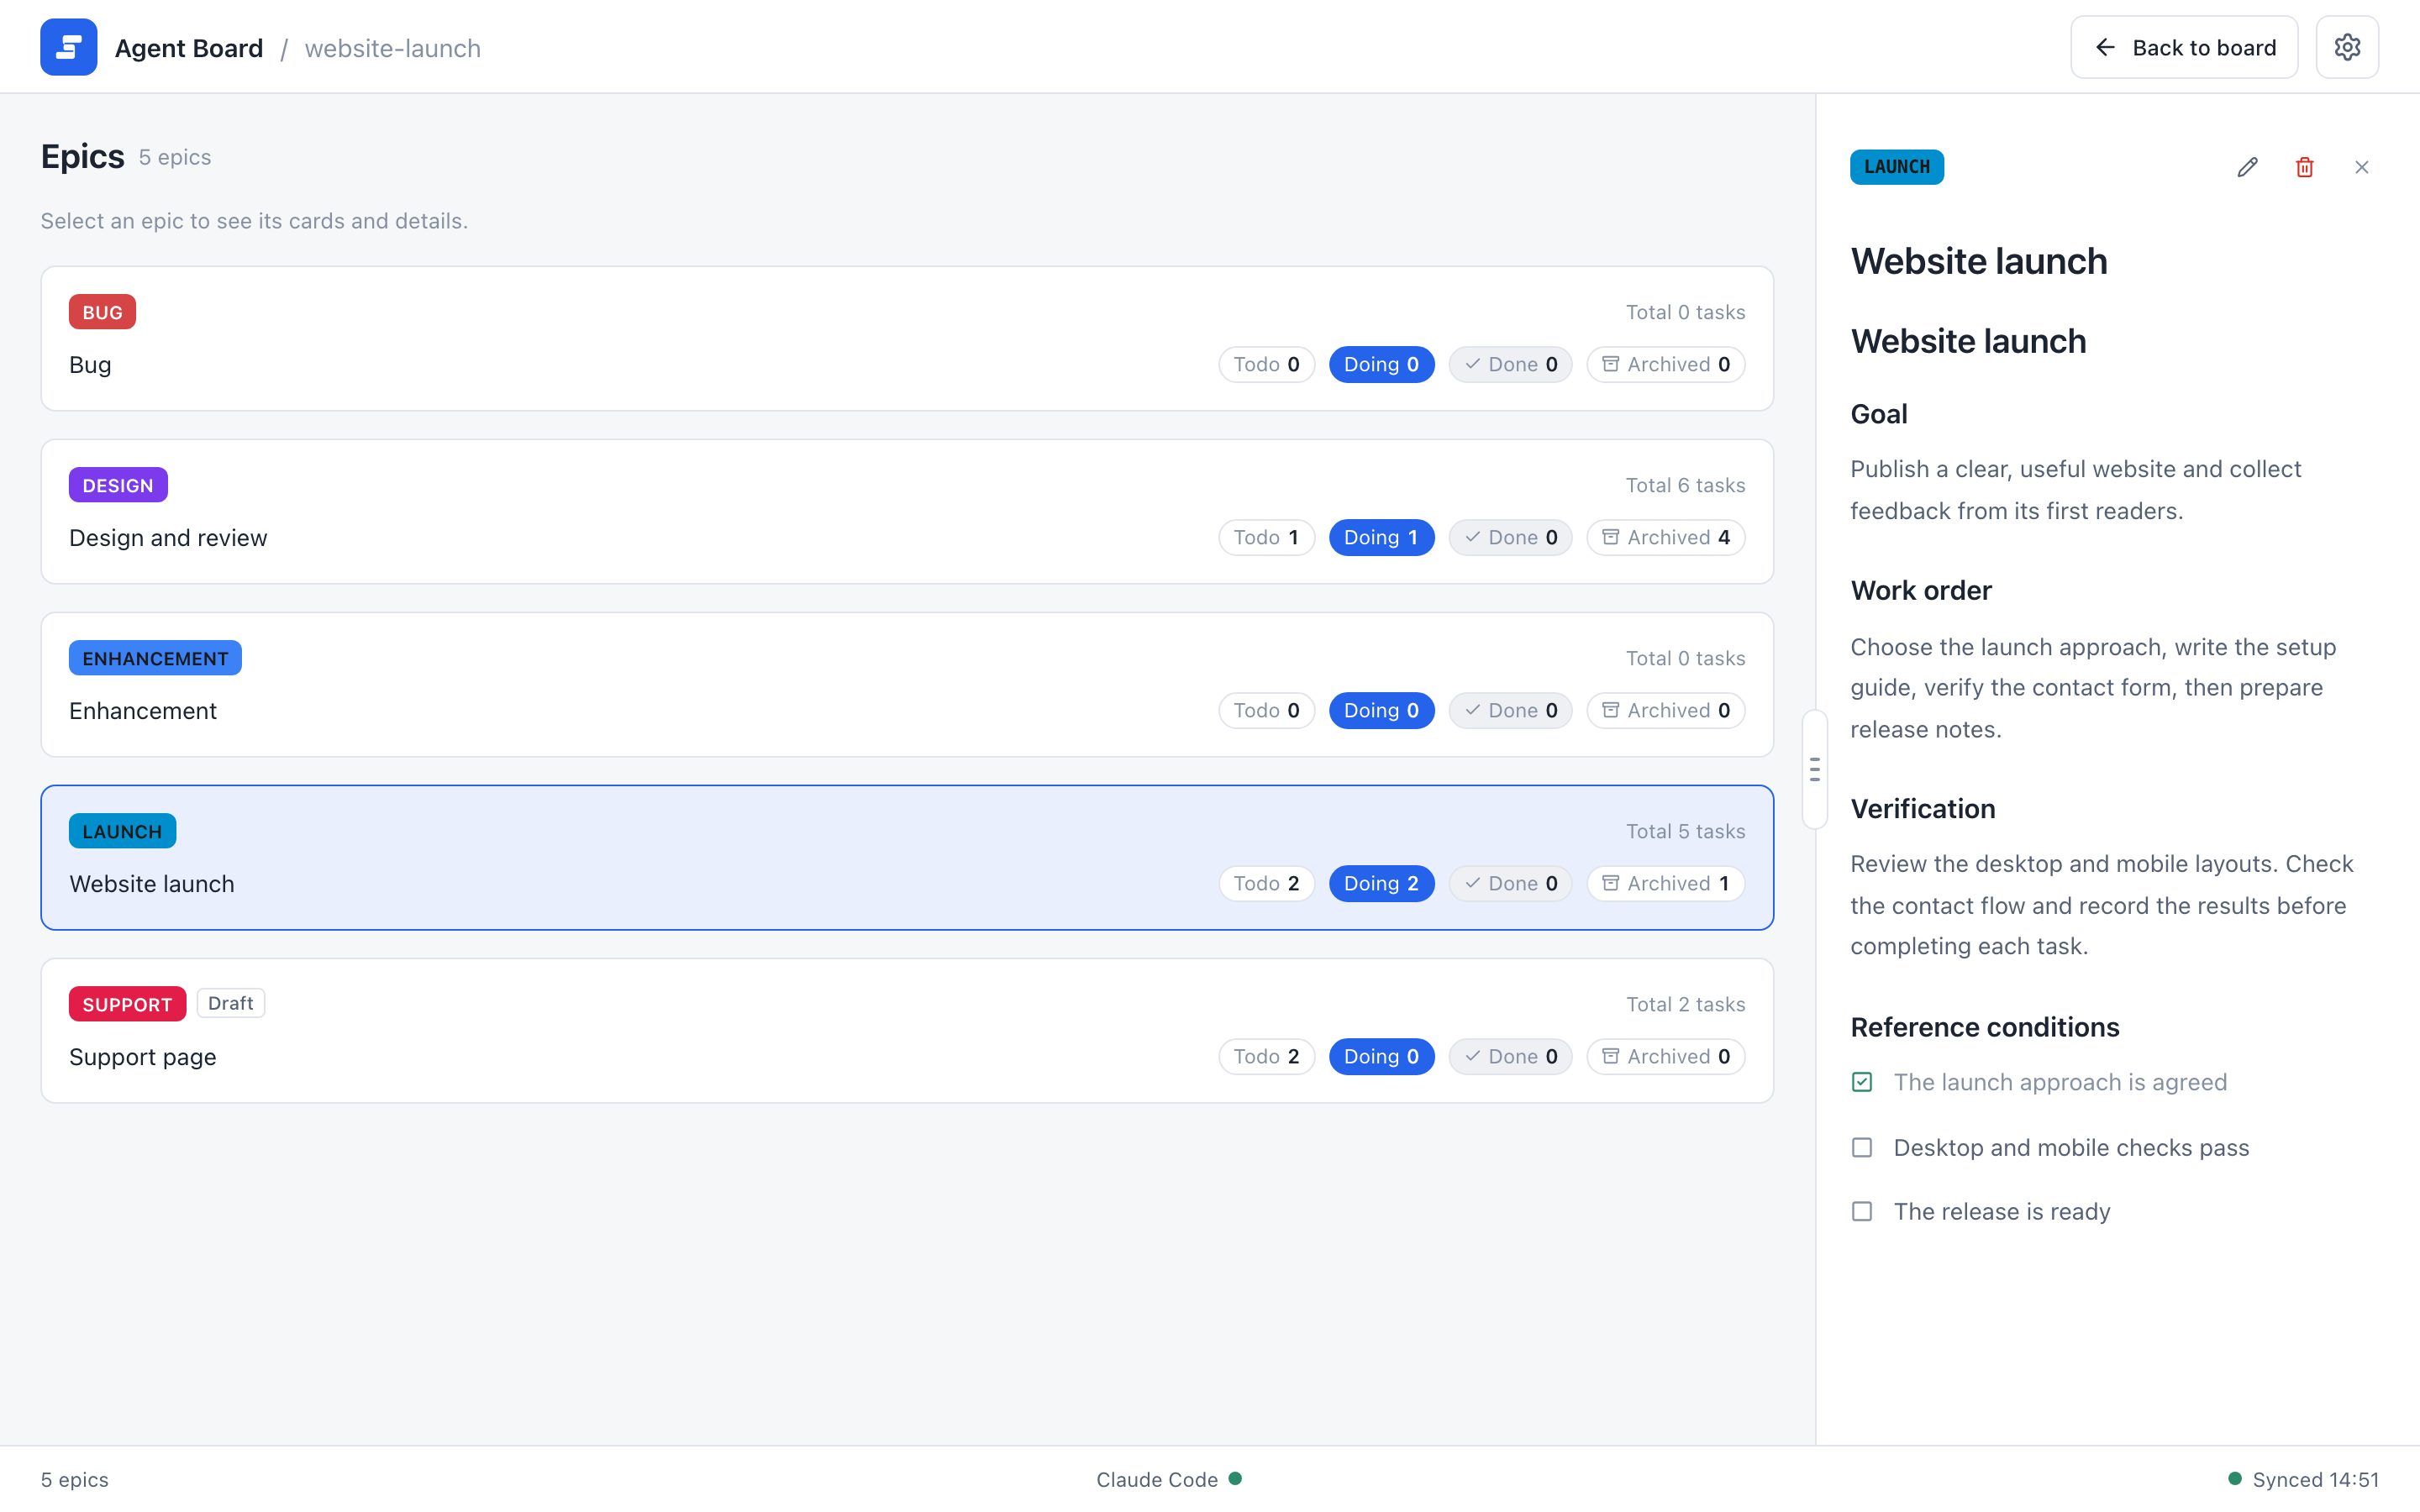 Agent Board / website-launch
Back to board
Epics 5 epics
Select an epic to see its cards and details.
BUG
Total 0 tasks
Bug
Todo 0 Doing 0 Done 0 Archived 0
DESIGN
Total 6 tasks
Design and review
Todo 1 Doing 1 Done 0 Archived 4
ENHANCEMENT
Total 0 tasks
Enhancement
Todo 0 Doing 0 Done 0 Archived 0
LAUNCH
Total 5 tasks
Website launch
Todo 2 Doing 2 Done 0 Archived 1
SUPPORT Draft
Total 2 tasks
Support page
Todo 2 Doing 0 Done 0 Archived 0
LAUNCH
Website launch
Website launch
Goal
Publish a clear, useful website and collect
feedback from its first readers.
Work order
Choose the launch approach, write the setup
guide, verify the contact form, then prepare
release notes.
Verification
Review the desktop and mobile layouts. Check
the contact flow and record the results before
completing each task.
Reference conditions
The launch approach is agreed
Desktop and mobile checks pass
The release is ready
5 epics
Claude Code
Synced 14:51